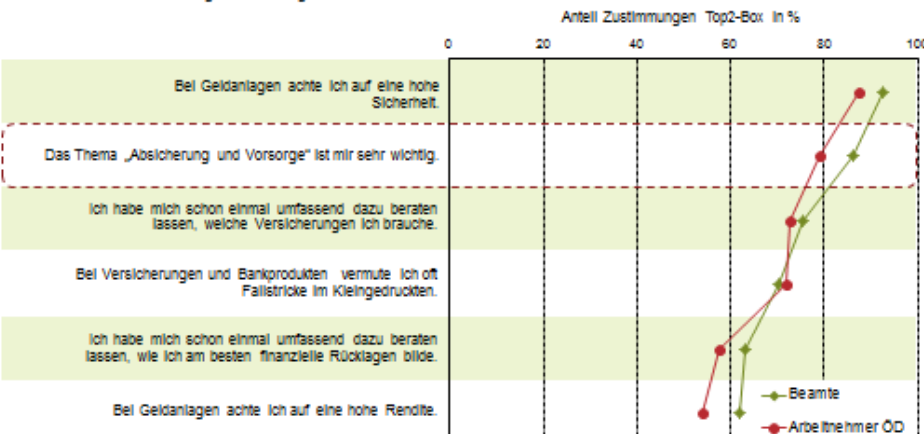 Anteil Zustimmungen Top2-Box in %
0 20 40 60 80 100
Bei Geldanlagen achte ich auf eine hohe
Sicherheit.
Das Thema „Absicherung und Vorsorge" ist mir sehr wichtig.
Ich habe mich schon einmal umfassend dazu beraten
lassen, welche Versicherungen ich brauche.
Bei Versicherungen und Bankprodukten vermute ich oft
Fallstricke im Kleingedruckten.
Ich habe mich schon einmal umfassend dazu beraten
lassen, wie ich am besten finanzielle Rücklagen bilde.
Bei Geldanlagen achte ich auf eine hohe Rendite.
Beamte
Arbeitnehmer ÖD